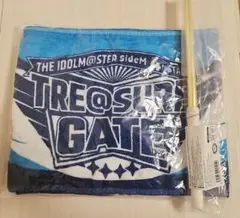 THE IDOLM@STER SideM
TRE@SURE
GATE